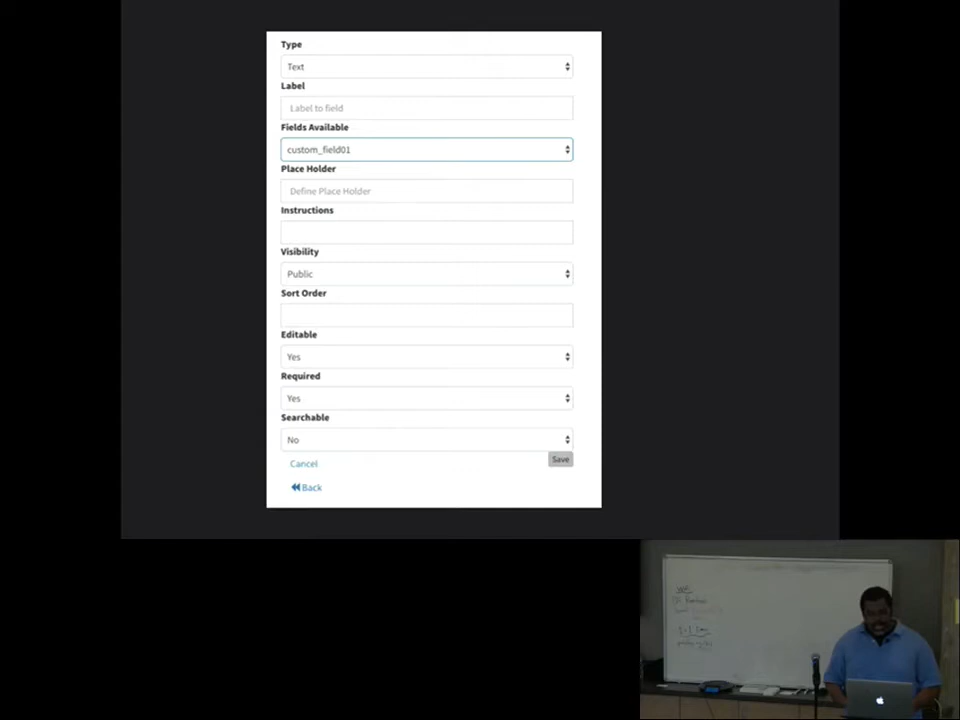 Type
Text
Label
Label to field
Fields Available
custom_field01
Place Holder
Define Place Holder
Instructions
Visibility
Public
Sort Order
Editable
Yes
Required
Yes
Searchable
No
Cancel
Save
Back